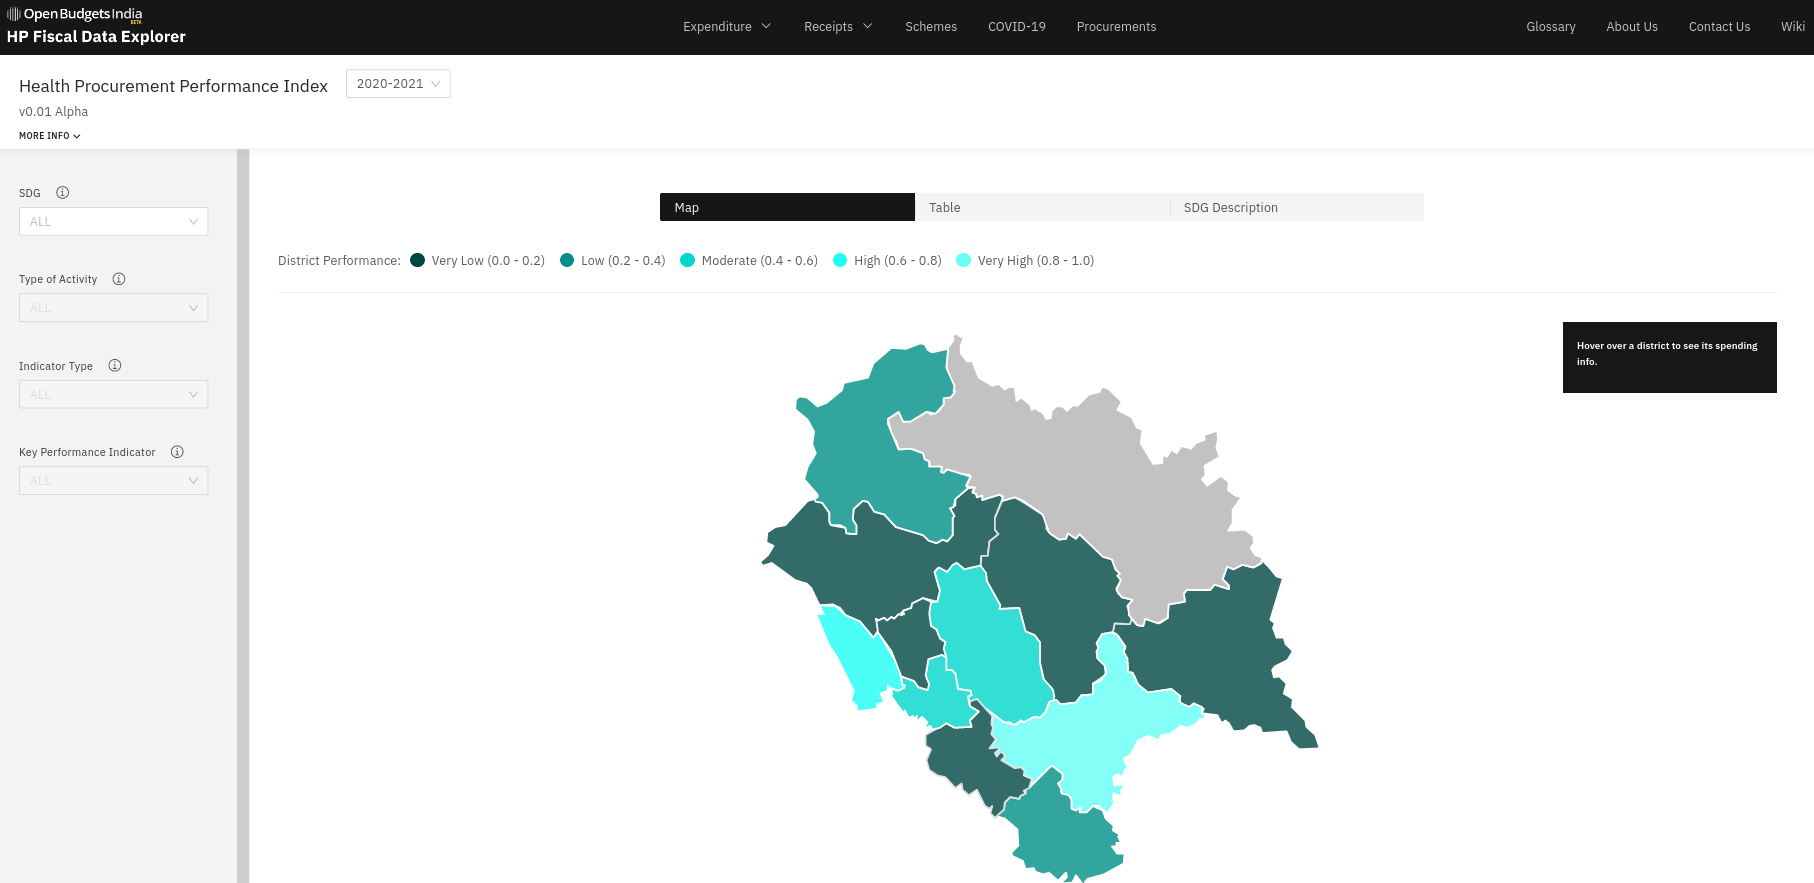 OpenBudgetsIndia
BETA
HP Fiscal Data Explorer
Expenditure
Receipts
Schemes
COVID-19
Procurements
Glossary
About Us
Contact Us
Wiki
Health Procurement Performance Index
2020-2021
v0.01 Alpha
MORE INFO
SDG
ALL
Type of Activity
ALL
Indicator Type
ALL
Key Performance Indicator
ALL
Map
Table
SDG Description
District Performance: Very Low (0.0 - 0.2) Low (0.2 - 0.4) Moderate (0.4 - 0.6) High (0.6 - 0.8) Very High (0.8 - 1.0)
Hover over a district to see its spending
info.